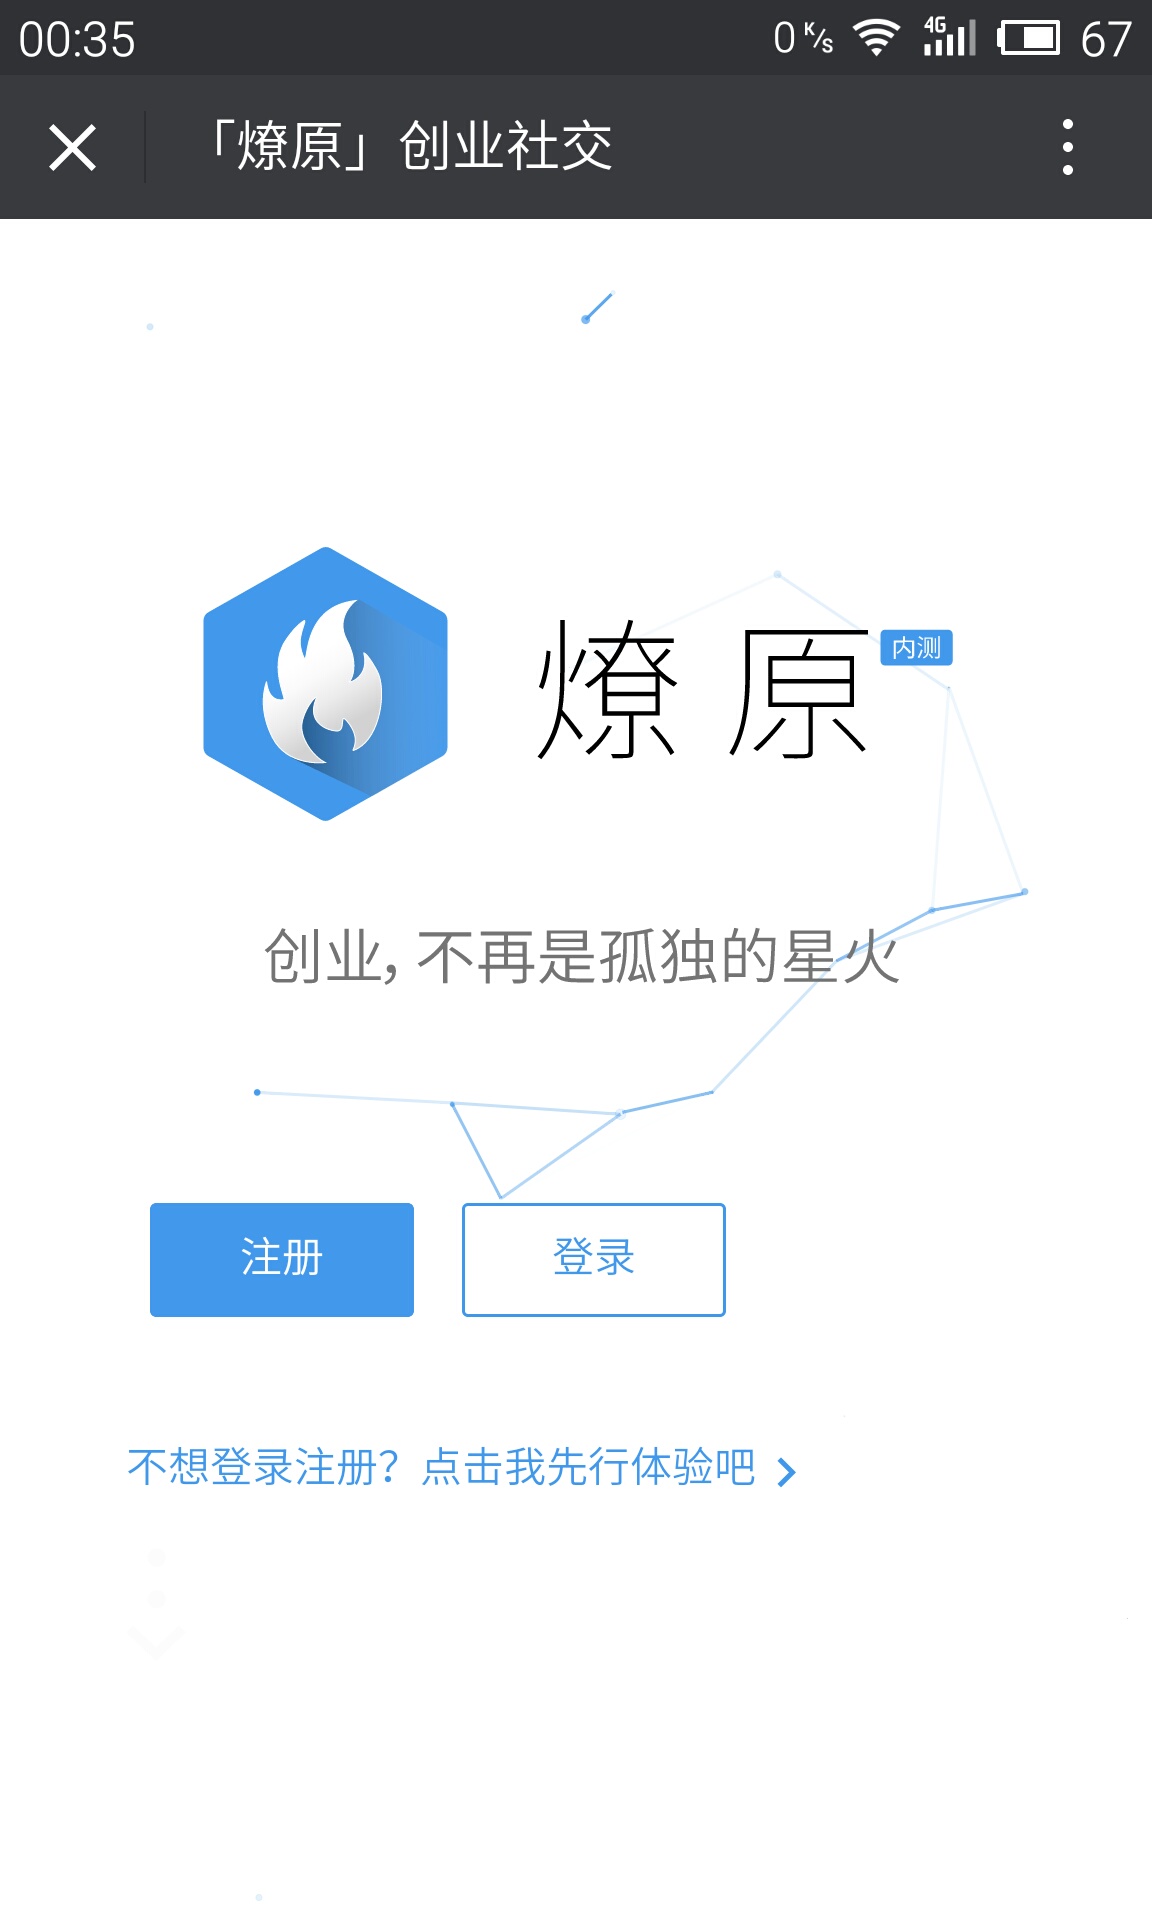 00:35 0 K/s 4G 67
「燎原」创业社交
燎原 内测
创业，不再是孤独的星火
注册 登录
不想登录注册？点击我先行体验吧